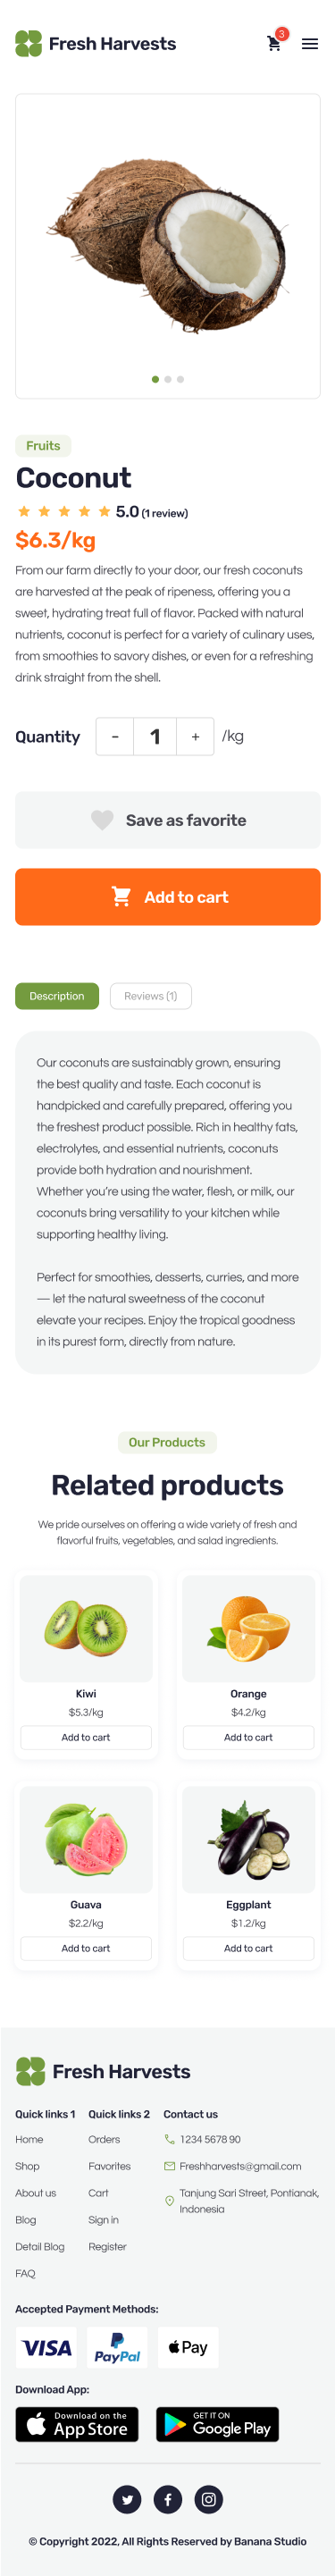 Fresh Harvests
3
Fruits
Coconut
5.0 (1 review)
$6.3/kg
From our farm directly to your door, our fresh coconuts
are harvested at the peak of ripeness, offering you a
sweet, hydrating treat full of flavor. Packed with natural
nutrients, coconut is perfect for a variety of culinary uses,
from smoothies to savory dishes, or even for a refreshing
drink straight from the shell.
Quantity - 1 + /kg
Save as favorite
Add to cart
Description Reviews (1)
Our coconuts are sustainably grown, ensuring
the best quality and taste. Each coconut is
handpicked and carefully prepared, offering you
the freshest product possible. Rich in healthy fats,
electrolytes, and essential nutrients, coconuts
provide both hydration and nourishment.
Whether you're using the water, flesh, or milk, our
coconuts bring versatility to your kitchen while
supporting healthy living.
Perfect for smoothies, desserts, curries, and more
— let the natural sweetness of the coconut
elevate your recipes. Enjoy the tropical goodness
in its purest form, directly from nature.
Our Products
Related products
We pride ourselves on offering a wide variety of fresh and
flavorful fruits, vegetables, and salad ingredients.
Kiwi
$5.3/kg
Add to cart
Orange
$4.2/kg
Add to cart
Guava
$2.2/kg
Add to cart
Eggplant
$1.2/kg
Add to cart
Fresh Harvests
Quick links 1
Home
Shop
About us
Blog
Detail Blog
FAQ
Quick links 2
Orders
Favorites
Cart
Sign in
Register
Contact us
1234 5678 90
Freshharvests@gmail.com
Tanjung Sari Street, Pontianak,
Indonesia
Accepted Payment Methods:
VISA PayPal Pay
Download App:
Download on the
App Store
GET IT ON
Google Play
© Copyright 2022, All Rights Reserved by Banana Studio